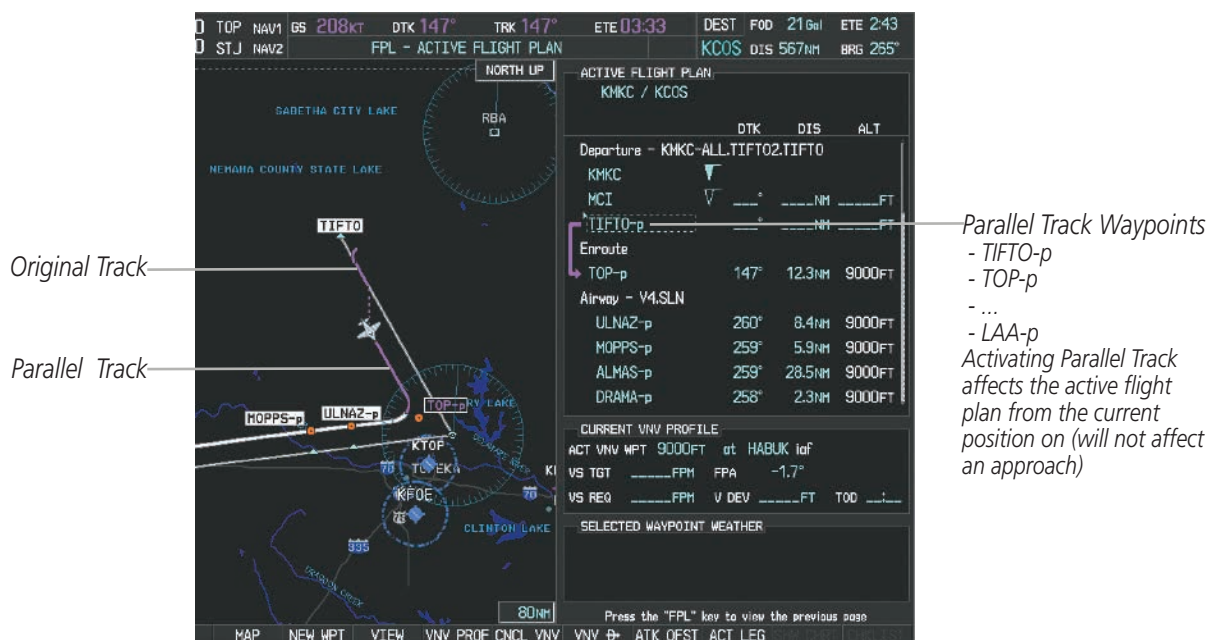 TOP NAV1 GS 208KT DTK 147° TRK 147° ETE 03:33 DEST FOD 21Gal ETE 2:43
STJ NAV2 FPL – ACTIVE FLIGHT PLAN KCOS DIS 567NM BRG 265°
NORTH UP
SABETHA CITY LAKE
RBA
NEMAHA COUNTY STATE LAKE
TIFTO
Original Track
Parallel Track
TOP-p
MOPPS-p
ULNAZ-p
KTOP
TOPEKA
70
KFOE
70
CLINTON LAKE
335
80NM
ACTIVE FLIGHT PLAN
KMKC / KCOS
DTK DIS ALT
Departure – KMKC-ALL.TIFTO2.TIFTO
KMKC
MCI ___° ____NM _____FT
TIFTO-p ___° ____NM _____FT
Enroute
TOP-p 147° 12.3NM 9000FT
Airway – V4.SLN
ULNAZ-p 260° 8.4NM 9000FT
MOPPS-p 259° 5.9NM 9000FT
ALMAS-p 259° 28.5NM 9000FT
DRAMA-p 258° 2.3NM 9000FT
CURRENT VNV PROFILE
ACT VNV WPT 9000FT at HABUK iaf
VS TGT _____FPM FPA -1.7°
VS REQ _____FPM V DEV _____FT TOD __:__
SELECTED WAYPOINT WEATHER
Press the "FPL" key to view the previous page
MAP NEW WPT VIEW VNV PROF CNCL VNV VNV D→ ATK OFST ACT LEG
Parallel Track Waypoints
- TIFTO-p
- TOP-p
- ...
- LAA-p
Activating Parallel Track
affects the active flight
plan from the current
position on (will not affect
an approach)